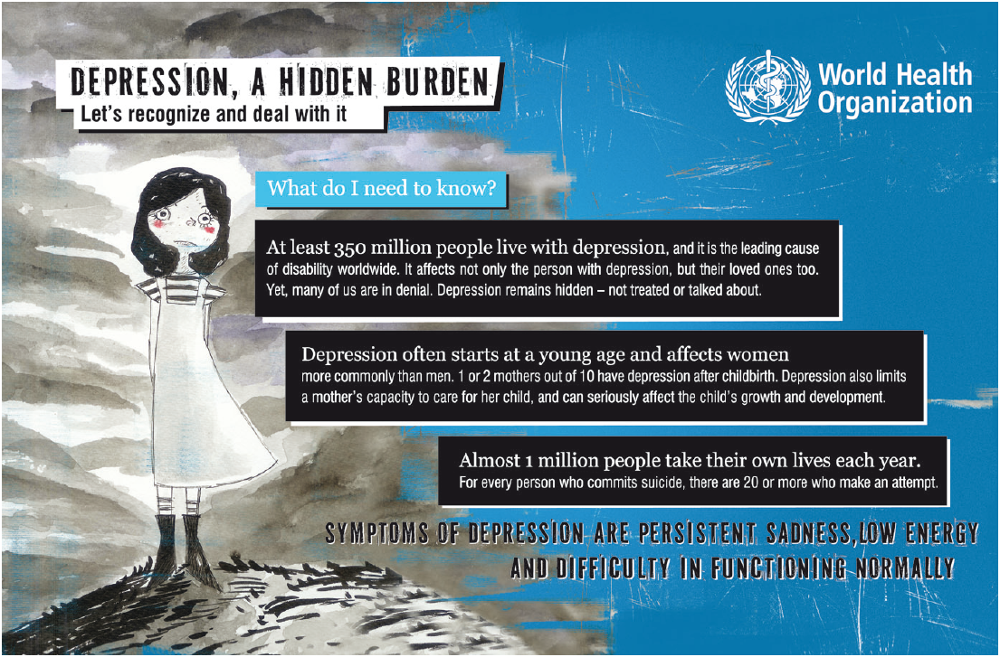 DEPRESSION, A HIDDEN BURDEN
Let's recognize and deal with it
World Health
Organization
What do I need to know?
At least 350 million people live with depression, and it is the leading cause
of disability worldwide. It affects not only the person with depression, but their loved ones too.
Yet, many of us are in denial. Depression remains hidden – not treated or talked about.
Depression often starts at a young age and affects women
more commonly than men. 1 or 2 mothers out of 10 have depression after childbirth. Depression also limits
a mother's capacity to care for her child, and can seriously affect the child's growth and development.
Almost 1 million people take their own lives each year.
For every person who commits suicide, there are 20 or more who make an attempt.
SYMPTOMS OF DEPRESSION ARE PERSISTENT SADNESS,LOW ENERGY
AND DIFFICULTY IN FUNCTIONING NORMALLY